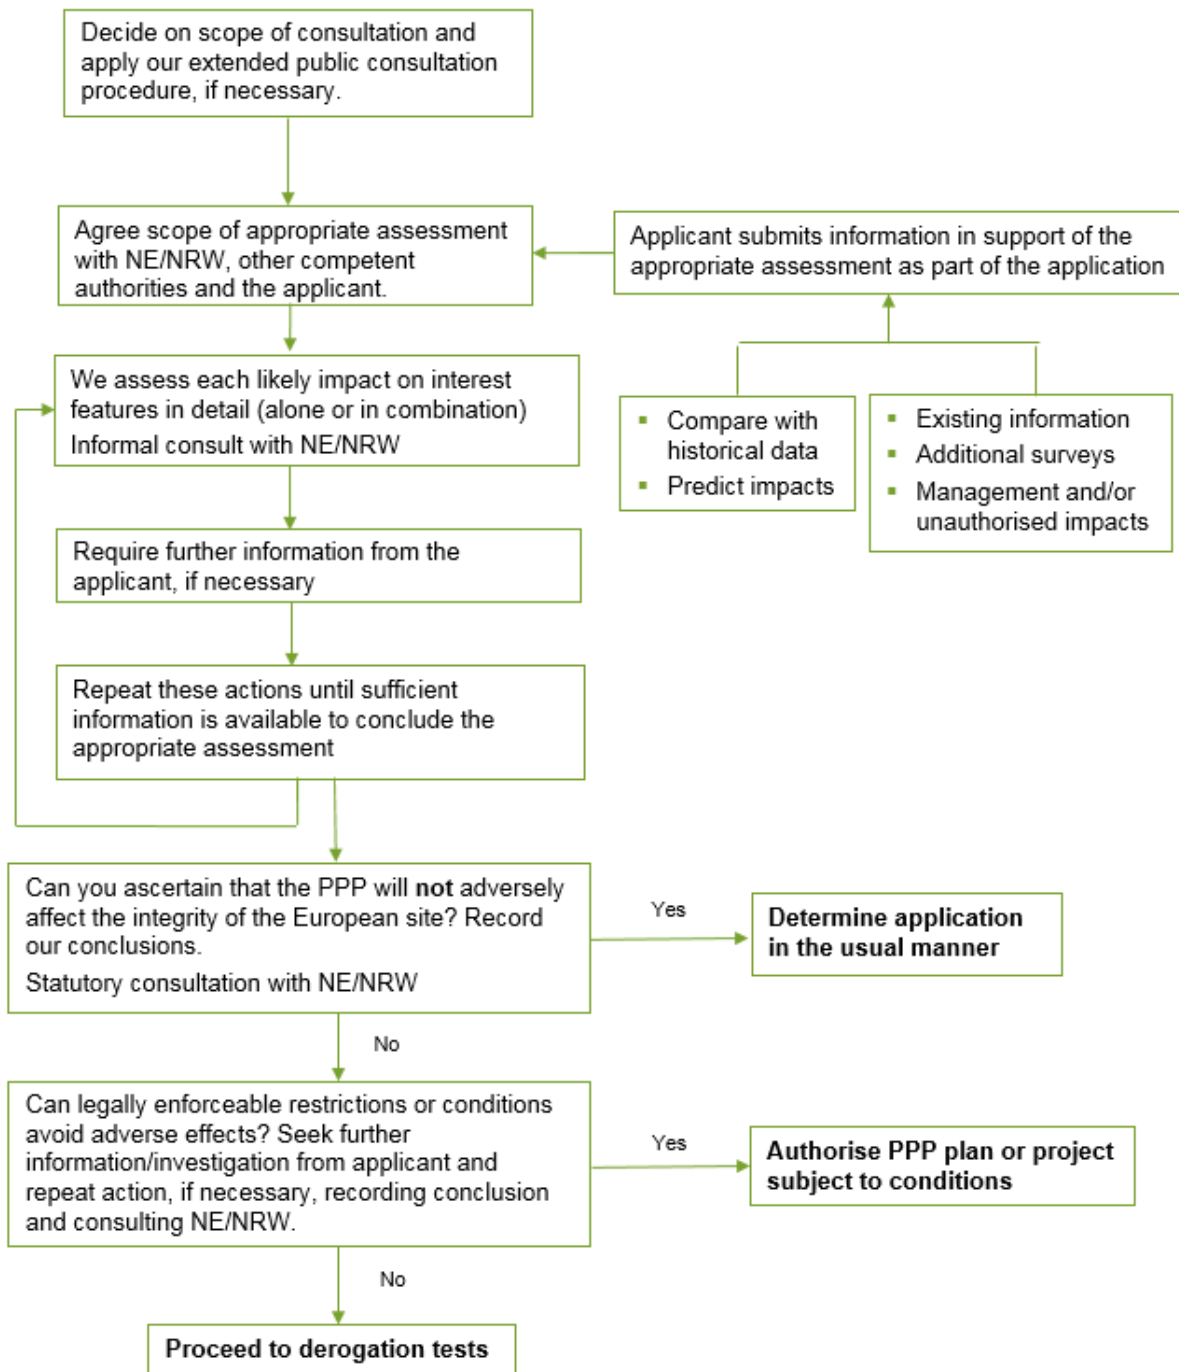 Decide on scope of consultation and
apply our extended public consultation
procedure, if necessary.
Agree scope of appropriate assessment
with NE/NRW, other competent
authorities and the applicant.
Applicant submits information in support of the
appropriate assessment as part of the application
We assess each likely impact on interest
features in detail (alone or in combination)
Informal consult with NE/NRW
▪ Compare with
historical data
▪ Predict impacts
▪ Existing information
▪ Additional surveys
▪ Management and/or
unauthorised impacts
Require further information from the
applicant, if necessary
Repeat these actions until sufficient
information is available to conclude the
appropriate assessment
Can you ascertain that the PPP will not adversely
affect the integrity of the European site? Record
our conclusions.
Statutory consultation with NE/NRW
Yes
Determine application
in the usual manner
No
Can legally enforceable restrictions or conditions
avoid adverse effects? Seek further
information/investigation from applicant and
repeat action, if necessary, recording conclusion
and consulting NE/NRW.
Yes
Authorise PPP plan or project
subject to conditions
No
Proceed to derogation tests